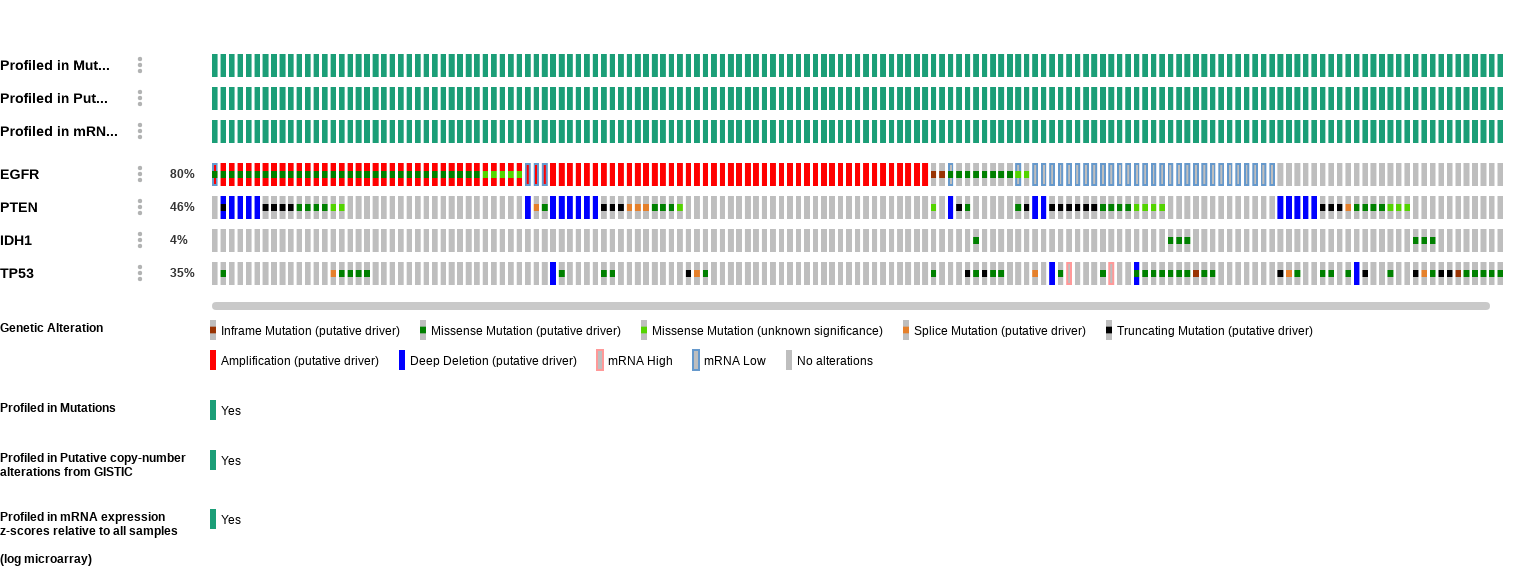 Profiled in Mut...
Profiled in Put...
Profiled in mRN...
EGFR 80%
PTEN 46%
IDH1 4%
TP53 35%
Genetic Alteration Inframe Mutation (putative driver) Missense Mutation (putative driver) Missense Mutation (unknown significance) Splice Mutation (putative driver) Truncating Mutation (putative driver)
Amplification (putative driver) Deep Deletion (putative driver) mRNA High mRNA Low No alterations
Profiled in Mutations Yes
Profiled in Putative copy-number Yes
alterations from GISTIC
Profiled in mRNA expression Yes
z-scores relative to all samples
(log microarray)